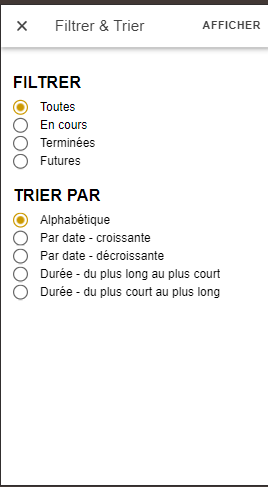 Filtrer & Trier AFFICHER
FILTRER
Toutes
En cours
Terminées
Futures
TRIER PAR
Alphabétique
Par date - croissante
Par date - décroissante
Durée - du plus long au plus court
Durée - du plus court au plus long